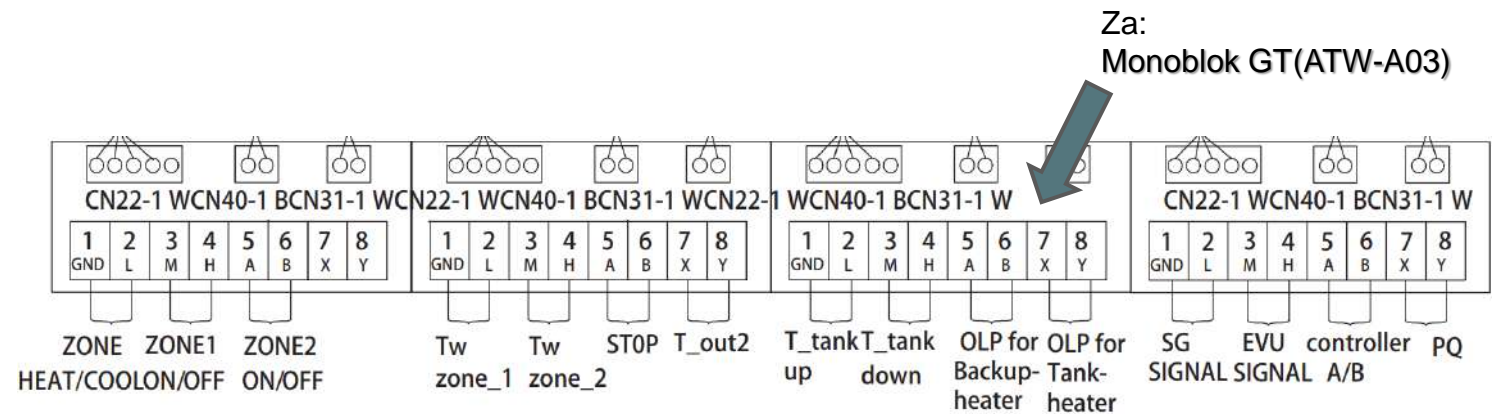 Za:
Monoblok GT(ATW-A03)
CN22-1 WCN40-1 BCN31-1 WCN22-1 WCN40-1 BCN31-1 WCN22-1 WCN40-1 BCN31-1 W CN22-1 WCN40-1 BCN31-1 W
1 2 3 4 5 6 7 8 1 2 3 4 5 6 7 8 1 2 3 4 5 6 7 8 1 2 3 4 5 6 7 8
GND L M H A B X Y GND L M H A B X Y GND L M H A B X Y GND L M H A B X Y
ZONE ZONE1 ZONE2 Tw Tw ST0P T_out2 T_tank T_tank OLP for OLP for SG EVU controller PQ
HEAT/COOLON/OFF ON/OFF zone_1 zone_2 up down Backup- Tank- SIGNAL SIGNAL A/B
heater heater